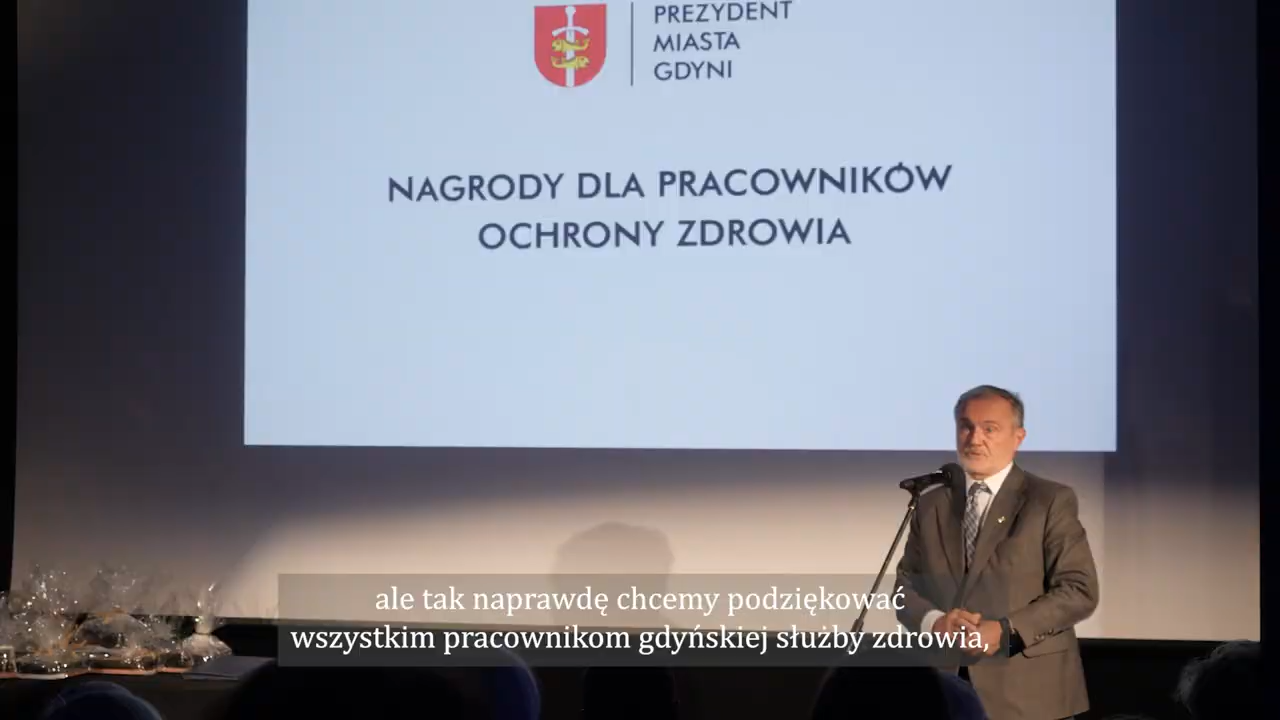 PREZYDENT
MIASTA
GDYNI
NAGRODY DLA PRACOWNIKÓW
OCHRONY ZDROWIA
ale tak naprawdę chcemy podziękować
wszystkim pracownikom gdyńskiej służby zdrowia,